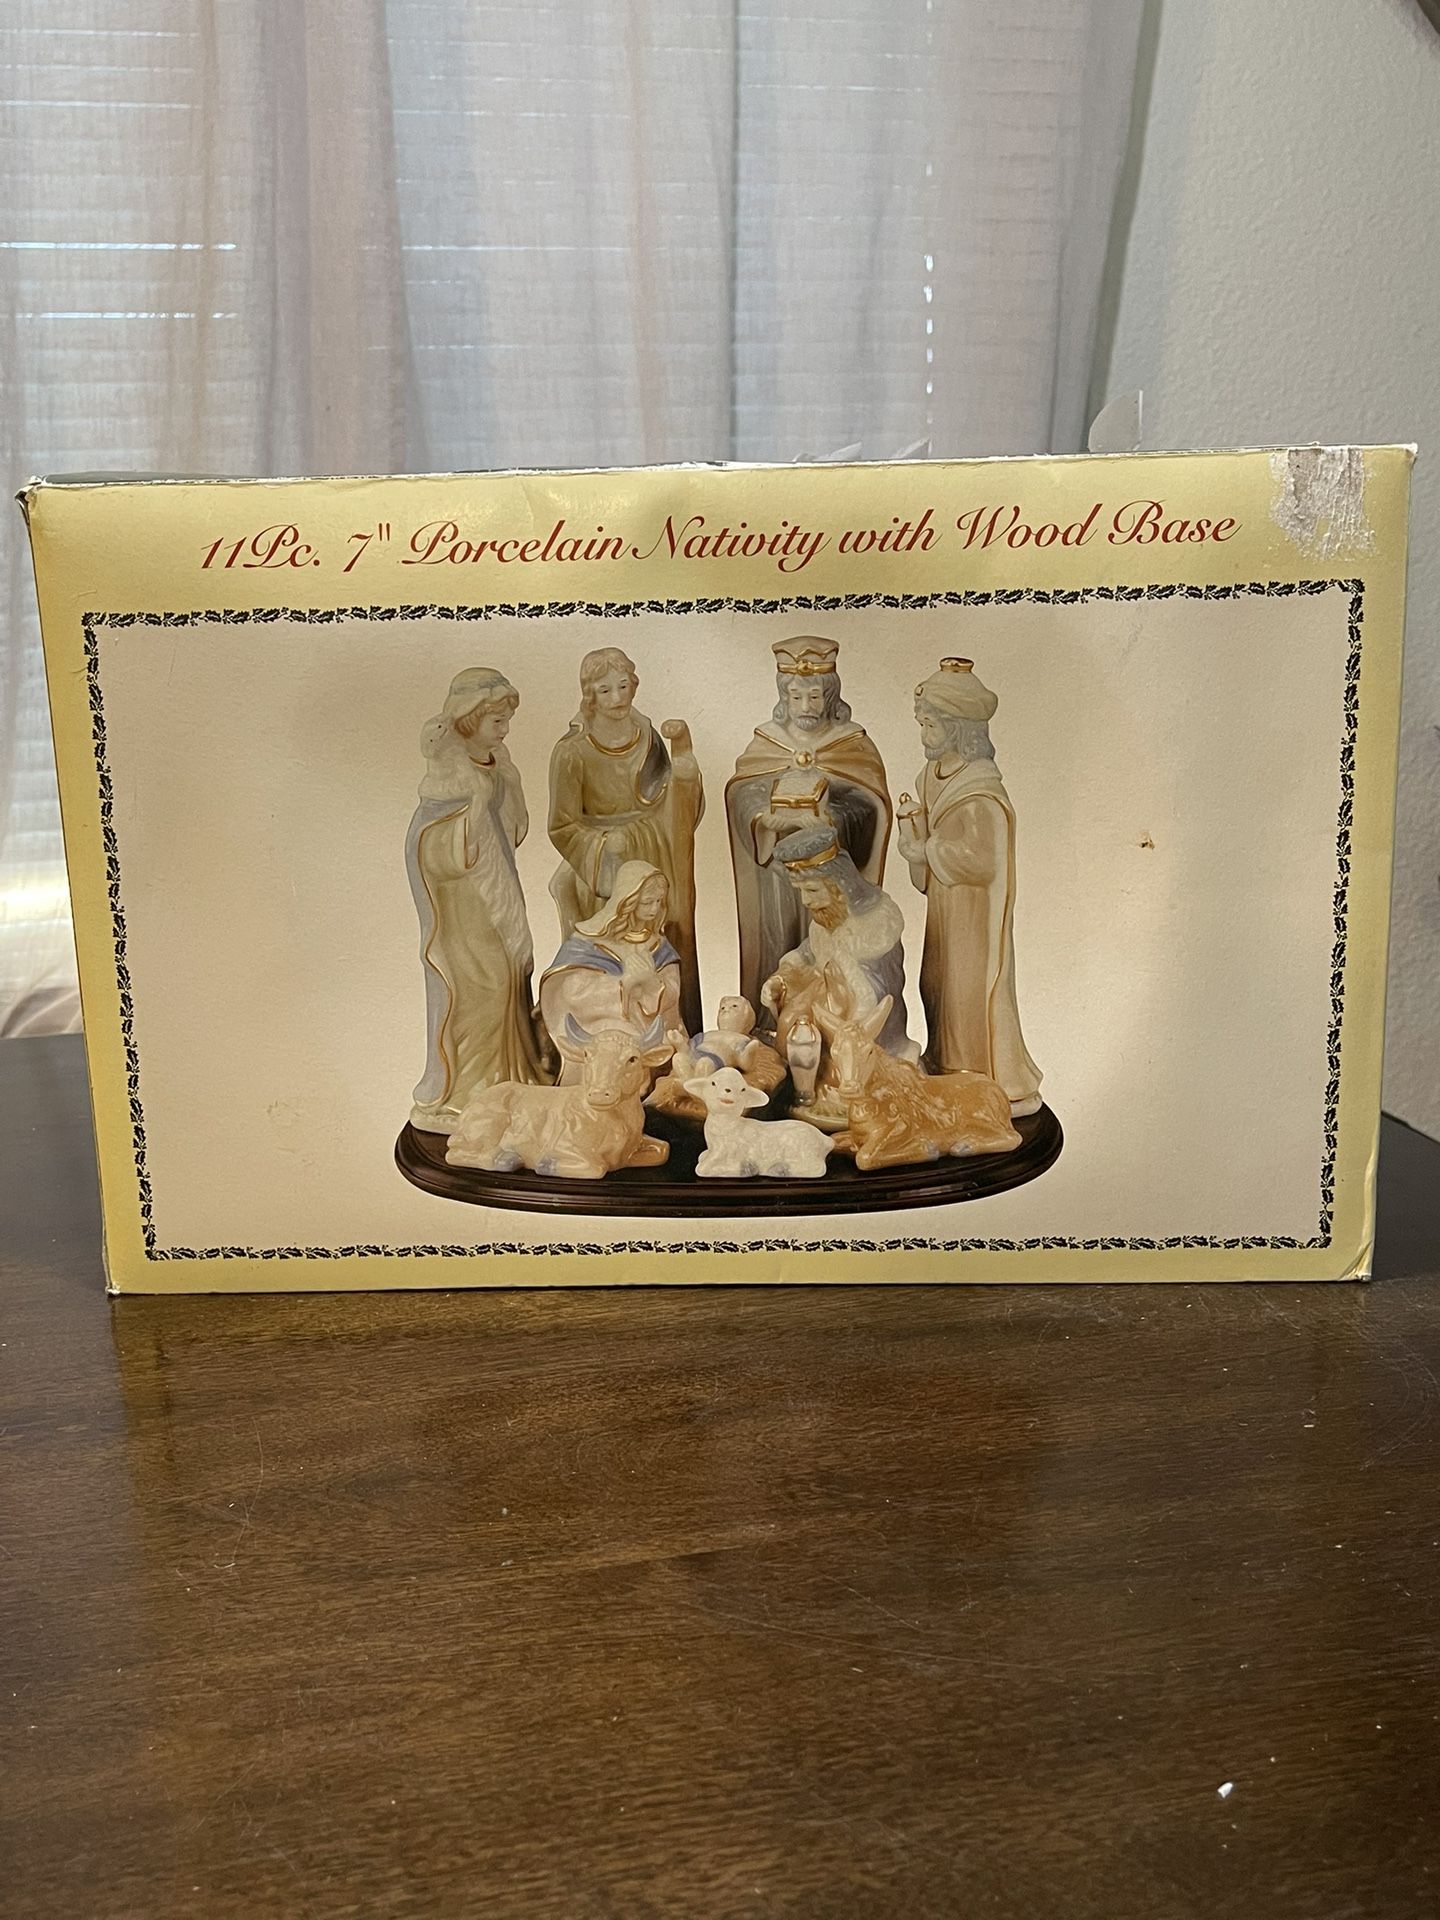 11Pc. 7" Porcelain Nativity with Wood Base